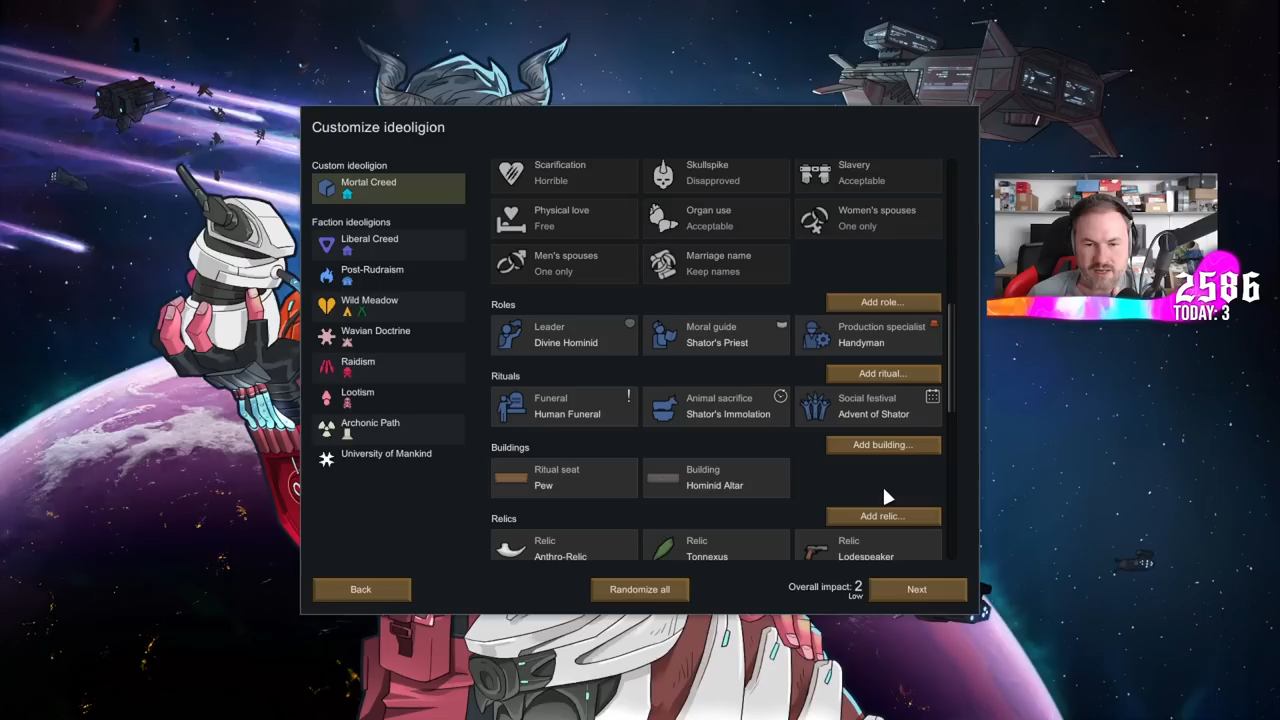 Customize ideoligion
Custom ideoligion
Mortal Creed
Faction ideoligions
Liberal Creed
Post-Rudraism
Wild Meadow
Wavian Doctrine
Raidism
Lootism
Archonic Path
University of Mankind
Scarification
Horrible
Skullspike
Disapproved
Slavery
Acceptable
Physical love
Free
Organ use
Acceptable
Women's spouses
One only
Men's spouses
One only
Marriage name
Keep names
Roles
Add role...
Leader
Divine Hominid
Moral guide
Shator's Priest
Production specialist
Handyman
Rituals
Add ritual...
Funeral
Human Funeral
Animal sacrifice
Shator's Immolation
Social festival
Advent of Shator
Buildings
Add building...
Ritual seat
Pew
Building
Hominid Altar
Relics
Add relic...
Relic
Anthro-Relic
Relic
Tonnexus
Relic
Lodespeaker
Back
Randomize all
Overall impact: 2
Low
Next
2586
TODAY: 3